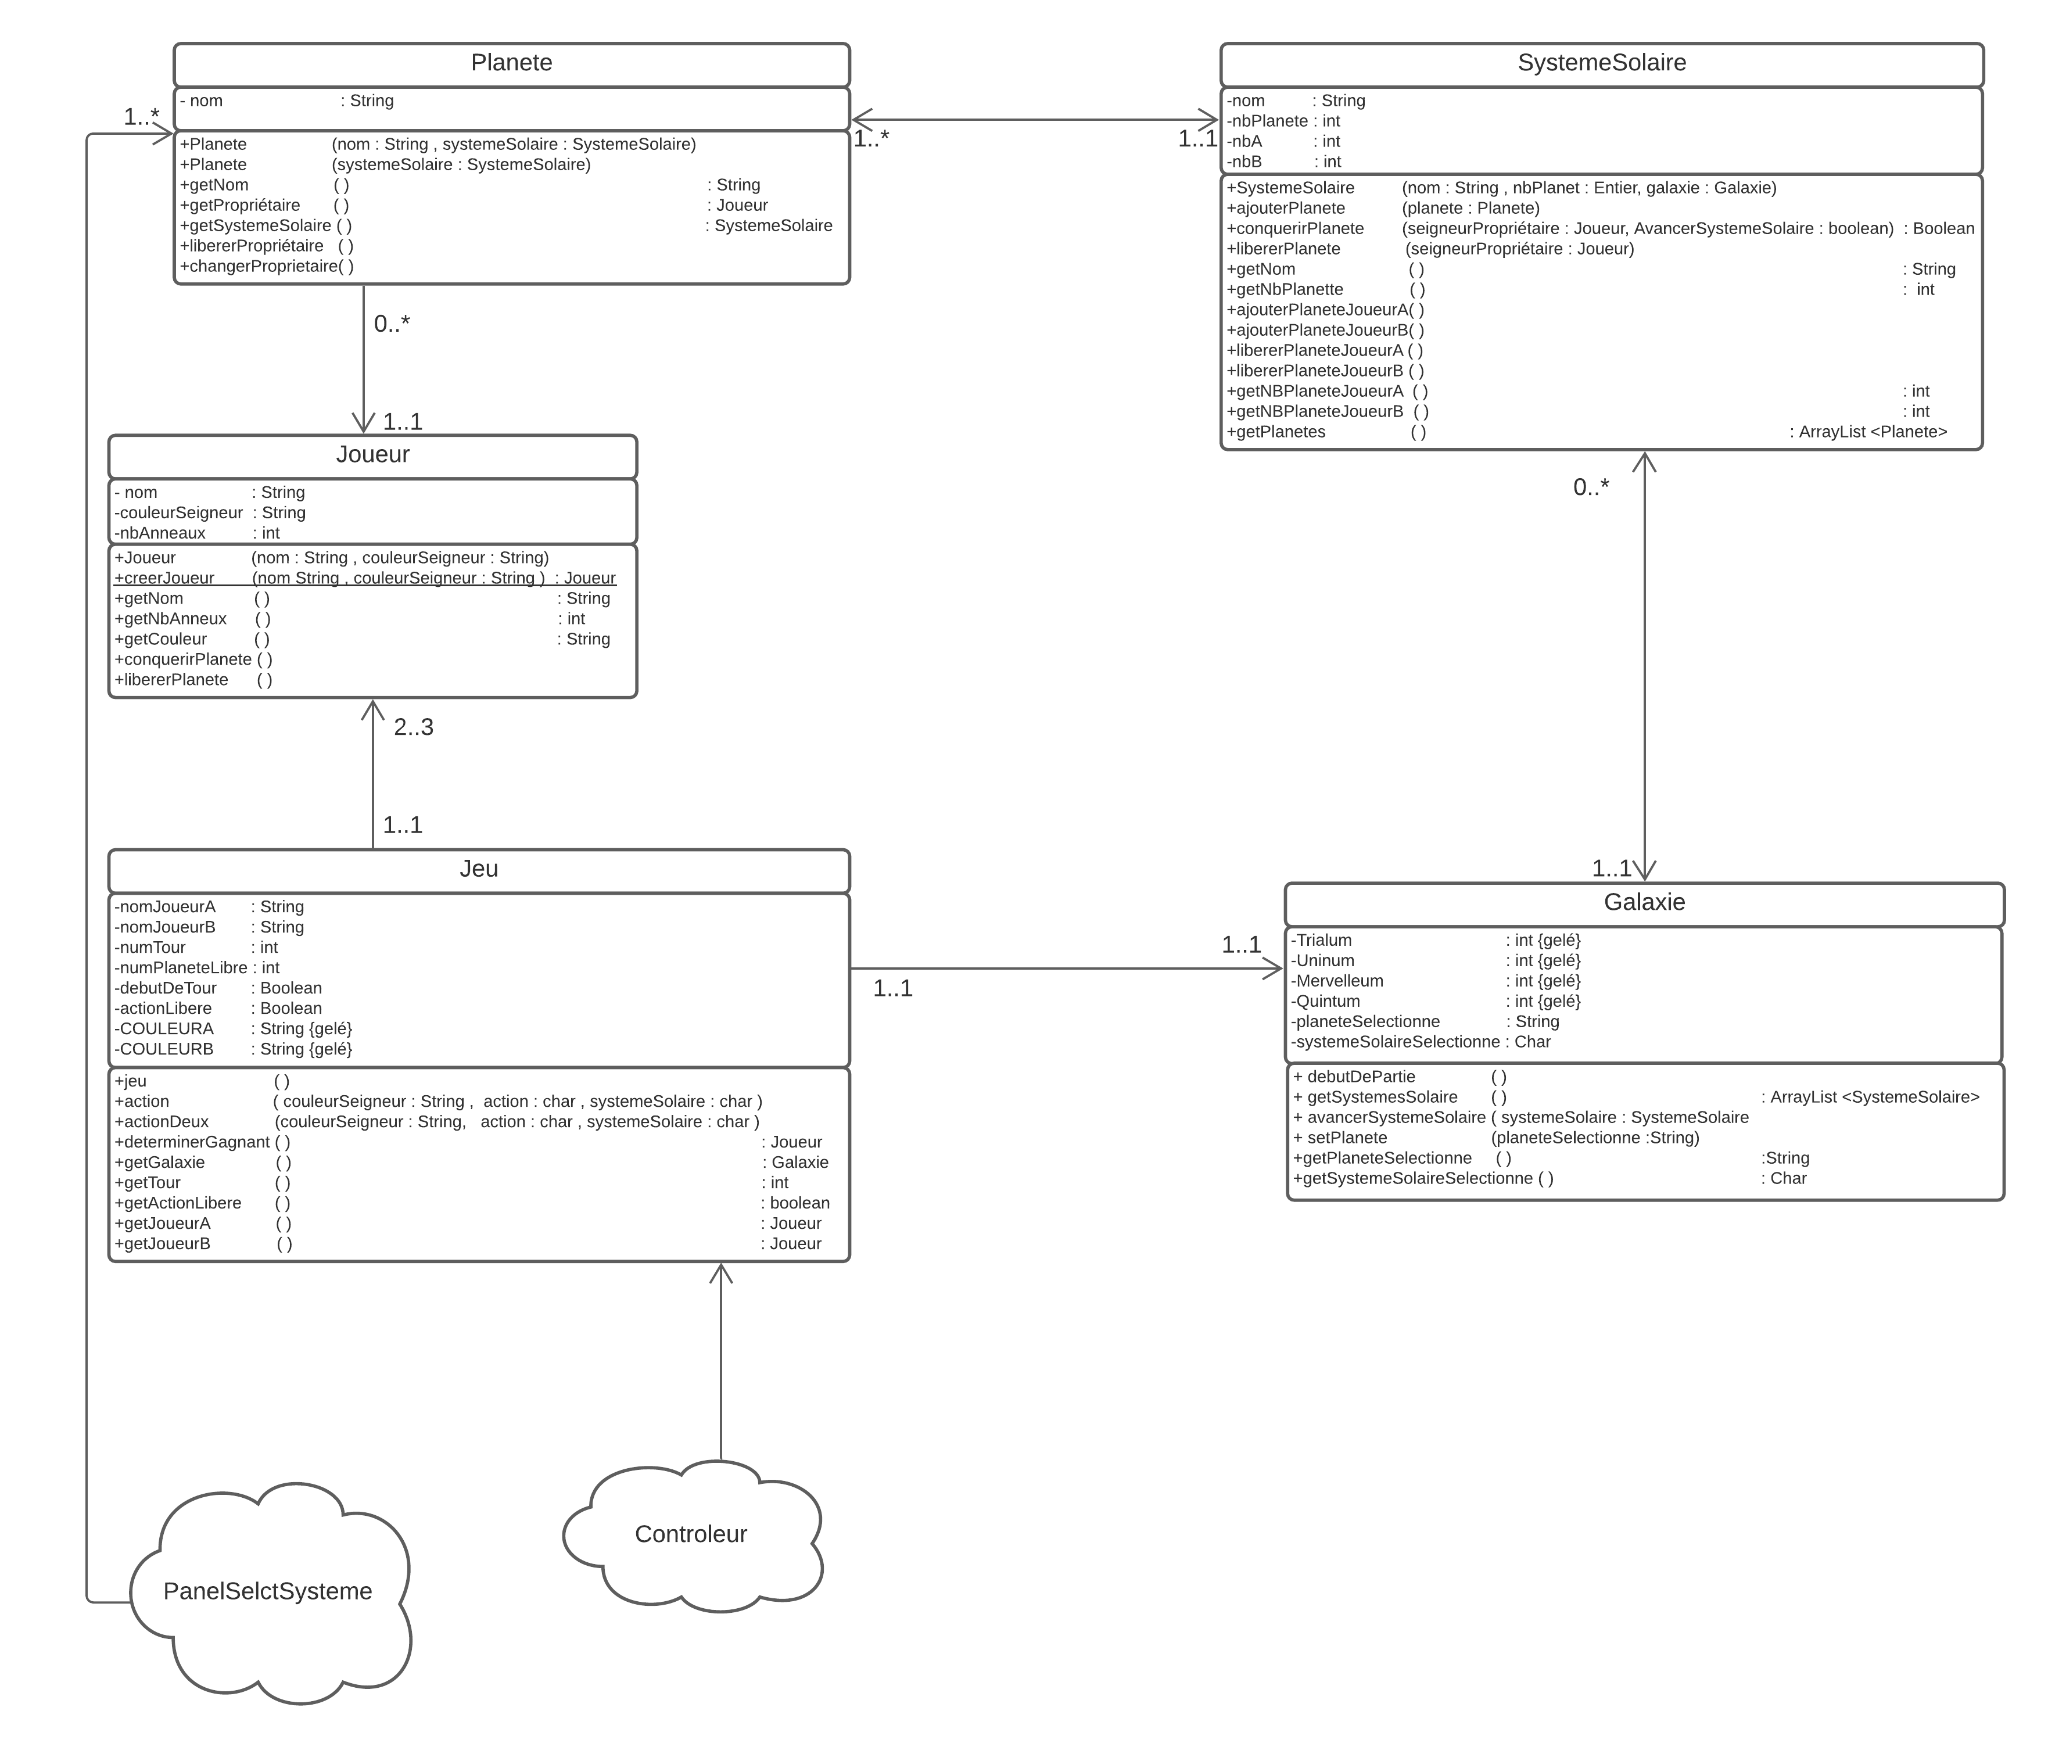 Planete
- nom : String
+Planete (nom : String , systemeSolaire : SystemeSolaire)
+Planete (systemeSolaire : SystemeSolaire)
+getNom ( ) : String
+getPropriétaire ( ) : Joueur
+getSystemeSolaire ( ) : SystemeSolaire
+libererPropriétaire ( )
+changerProprietaire( )
1..*
1..*
1..1
SystemeSolaire
-nom : String
-nbPlanete : int
-nbA : int
-nbB : int
+SystemeSolaire (nom : String , nbPlanet : Entier, galaxie : Galaxie)
+ajouterPlanete (planete : Planete)
+conquerirPlanete (seigneurPropriétaire : Joueur, AvancerSystemeSolaire : boolean) : Boolean
+libererPlanete (seigneurPropriétaire : Joueur)
+getNom ( ) : String
+getNbPlanette ( ) : int
+ajouterPlaneteJoueurA( )
+ajouterPlaneteJoueurB( )
+libererPlaneteJoueurA ( )
+libererPlaneteJoueurB ( )
+getNBPlaneteJoueurA ( ) : int
+getNBPlaneteJoueurB ( ) : int
+getPlanetes ( ) : ArrayList <Planete>
0..*
1..1
Joueur
- nom : String
-couleurSeigneur : String
-nbAnneaux : int
+Joueur (nom : String , couleurSeigneur : String)
+creerJoueur (nom String , couleurSeigneur : String ) : Joueur
+getNom ( ) : String
+getNbAnneux ( ) : int
+getCouleur ( ) : String
+conquerirPlanete ( )
+libererPlanete ( )
0..*
2..3
1..1
1..1
Jeu
-nomJoueurA : String
-nomJoueurB : String
-numTour : int
-numPlaneteLibre : int
-debutDeTour : Boolean
-actionLibere : Boolean
-COULEURA : String {gelé}
-COULEURB : String {gelé}
+jeu ( )
+action ( couleurSeigneur : String , action : char , systemeSolaire : char )
+actionDeux (couleurSeigneur : String, action : char , systemeSolaire : char )
+determinerGagnant ( ) : Joueur
+getGalaxie ( ) : Galaxie
+getTour ( ) : int
+getActionLibere ( ) : boolean
+getJoueurA ( ) : Joueur
+getJoueurB ( ) : Joueur
1..1
1..1
Galaxie
-Trialum : int {gelé}
-Uninum : int {gelé}
-Mervelleum : int {gelé}
-Quintum : int {gelé}
-planeteSelectionne : String
-systemeSolaireSelectionne : Char
+ debutDePartie ( )
+ getSystemesSolaire ( ) : ArrayList <SystemeSolaire>
+ avancerSystemeSolaire ( systemeSolaire : SystemeSolaire
+ setPlanete (planeteSelectionne :String)
+getPlaneteSelectionne ( ) :String
+getSystemeSolaireSelectionne ( ) : Char
Controleur
PanelSelctSysteme